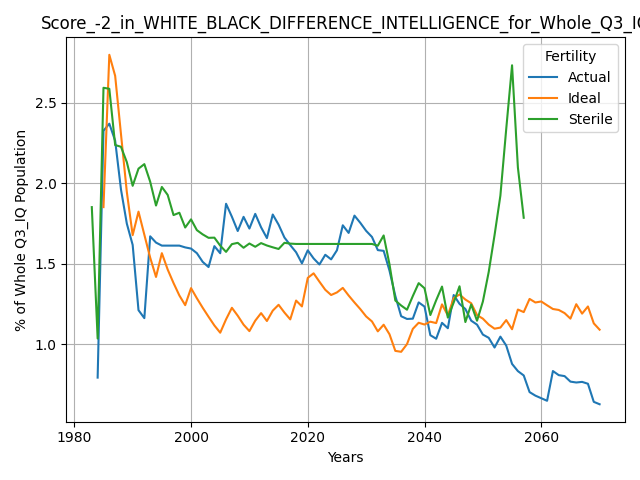 Score_-2_in_WHITE_BLACK_DIFFERENCE_INTELLIGENCE_for_Whole_Q3_IQ
% of Whole Q3_IQ Population
2.5
2.0
1.5
1.0
Fertility
Actual
Ideal
Sterile
1980
2000
2020
2040
2060
Years